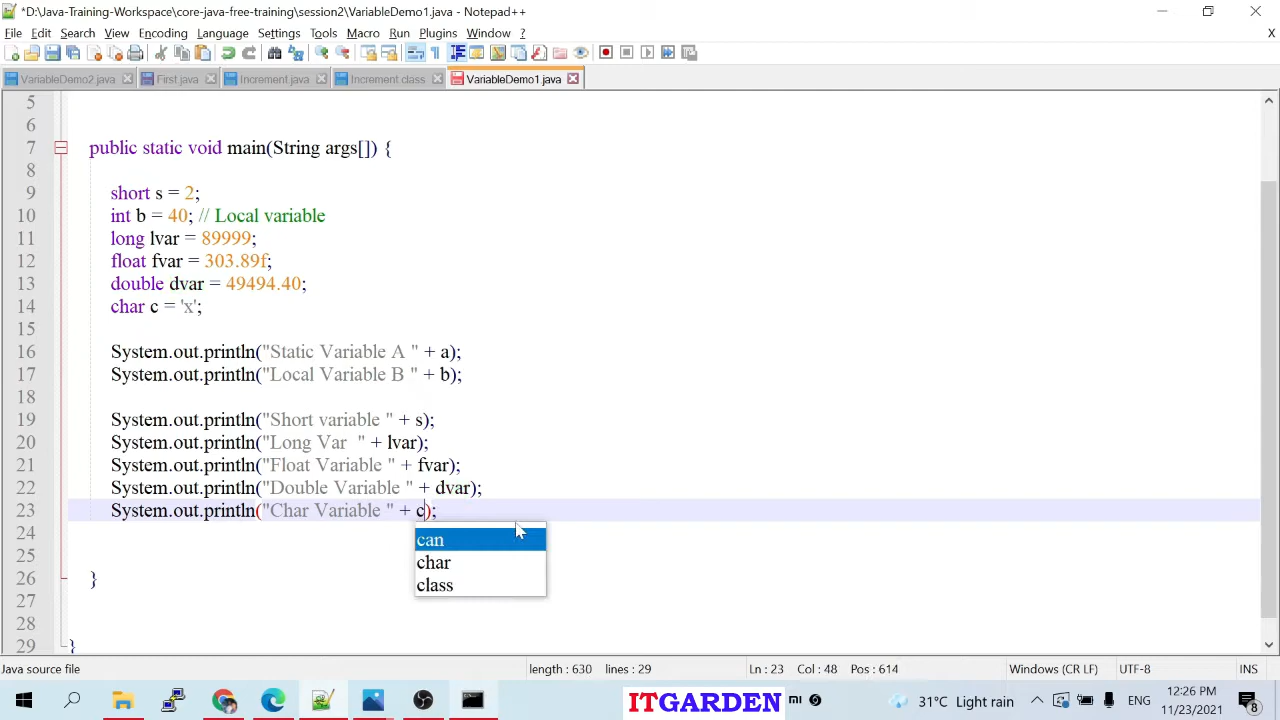 *D:\Java-Training-Workspace\core-java-free-training\session2\VariableDemo1.java - Notepad++
File Edit Search View Encoding Language Settings Tools Macro Run Plugins Window ? X
VariableDemo2.java First.java Increment.java Increment.class VariableDemo1.java
5
6
7 public static void main(String args[]) {
8
9 short s = 2;
10 int b = 40; // Local variable
11 long lvar = 89999;
12 float fvar = 303.89f;
13 double dvar = 49494.40;
14 char c = 'x';
15
16 System.out.println("Static Variable A " + a);
17 System.out.println("Local Variable B " + b);
18
19 System.out.println("Short variable " + s);
20 System.out.println("Long Var  " + lvar);
21 System.out.println("Float Variable " + fvar);
22 System.out.println("Double Variable " + dvar);
23 System.out.println("Char Variable " + c);
24 can
25 char
class
26 }
27
28
29 }
Java source file length : 630 lines : 29 Ln : 23 Col : 48 Pos : 614 Windows (CR LF) UTF-8 INS
ITGARDEN mi 31°C Light rain ENG 12:26 PM
11/23/2021 8